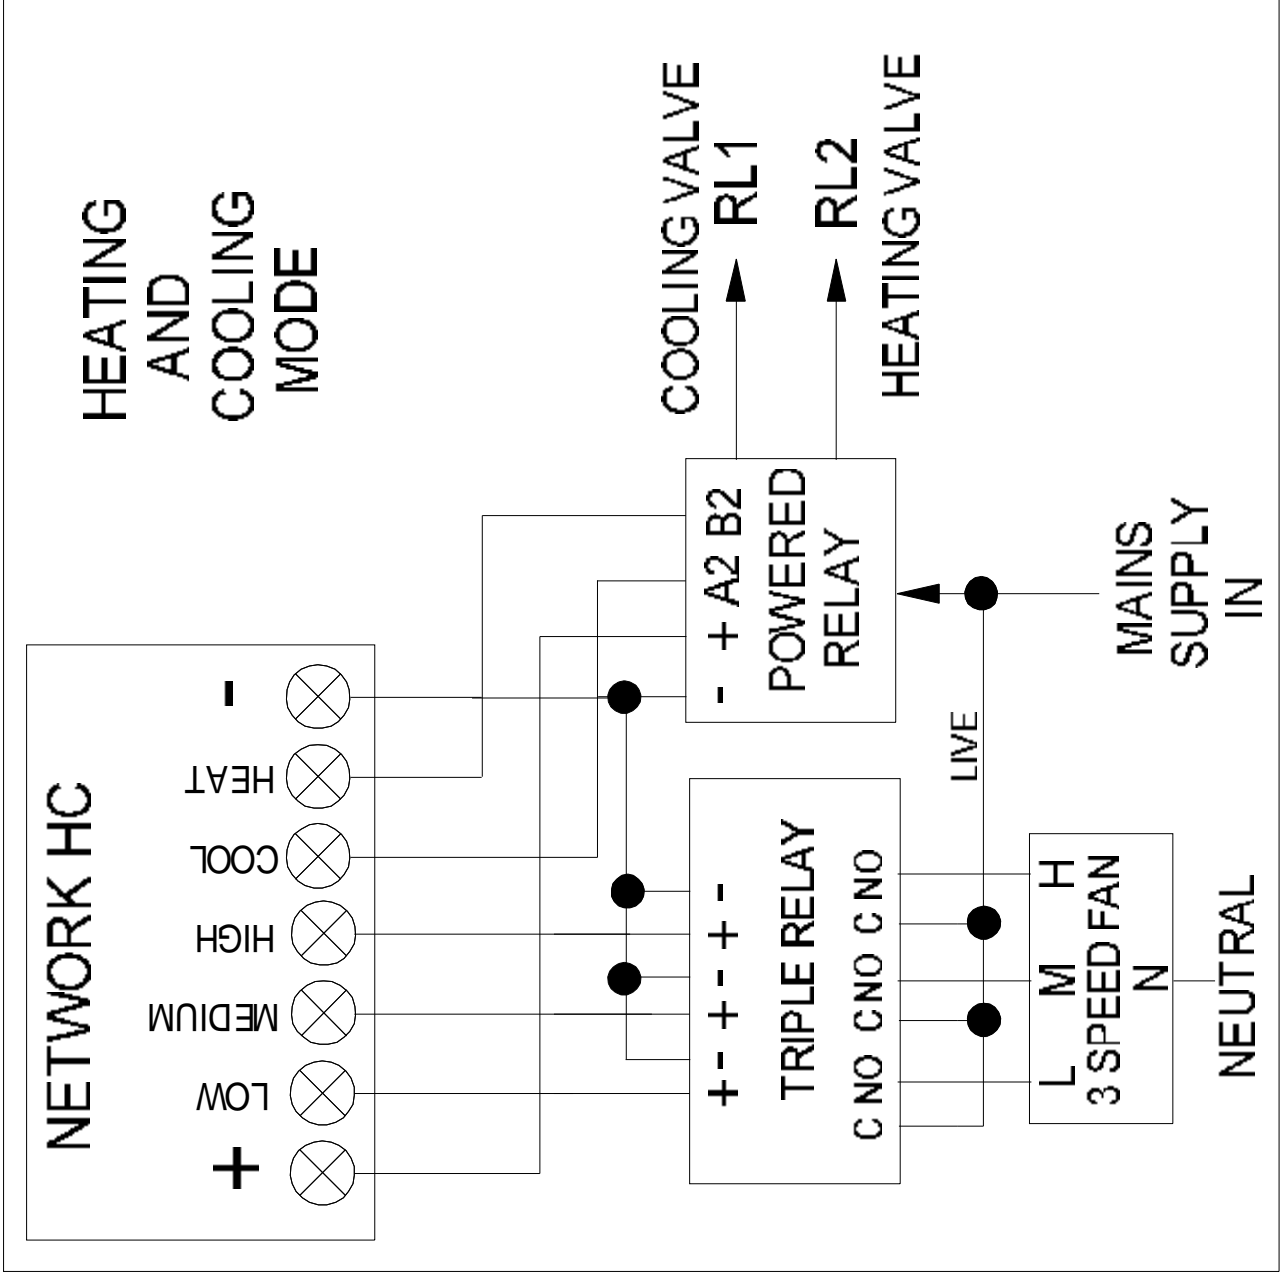 HEATING
AND
COOLING
MODE
NETWORK HC
+ LOW MEDIUM HIGH COOL HEAT -
COOLING VALVE
RL1
RL2
HEATING VALVE
- + A2 B2
POWERED
RELAY
+ - + - + -
TRIPLE RELAY
C NO C NO C NO
LIVE
MAINS
SUPPLY
IN
L M H
3 SPEED FAN
N
NEUTRAL